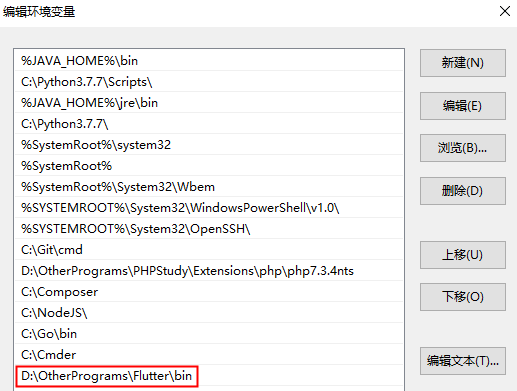 编辑环境变量
%JAVA_HOME%\bin
C:\Python3.7.7\Scripts\
%JAVA_HOME%\jre\bin
C:\Python3.7.7\
%SystemRoot%\system32
%SystemRoot%
%SystemRoot%\System32\Wbem
%SYSTEMROOT%\System32\WindowsPowerShell\v1.0\
%SYSTEMROOT%\System32\OpenSSH\
C:\Git\cmd
D:\OtherPrograms\PHPStudy\Extensions\php\php7.3.4nts
C:\Composer
C:\NodeJS\
C:\Go\bin
C:\Cmder
D:\OtherPrograms\Flutter\bin
新建(N)
编辑(E)
浏览(B)...
删除(D)
上移(U)
下移(O)
编辑文本(T)...